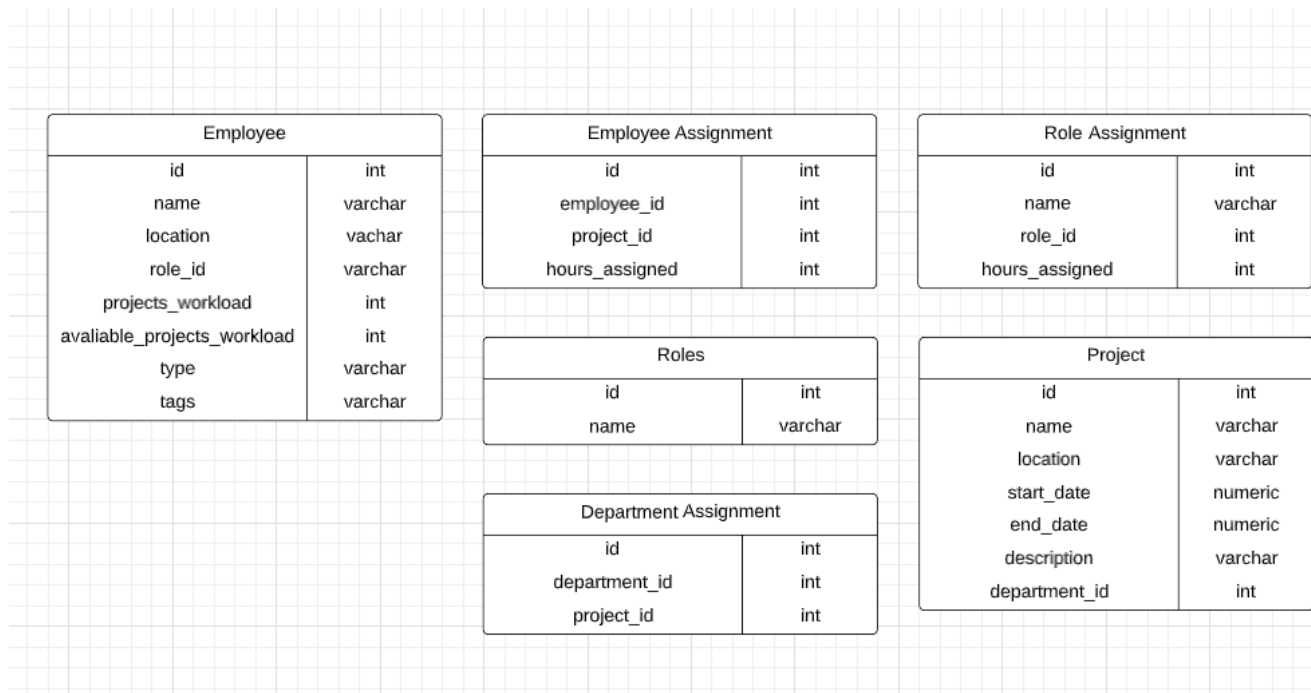 Employee
id int
name varchar
location vachar
role_id varchar
projects_workload int
avaliable_projects_workload int
type varchar
tags varchar
Employee Assignment
id int
employee_id int
project_id int
hours_assigned int
Roles
id int
name varchar
Department Assignment
id int
department_id int
project_id int
Role Assignment
id int
name varchar
role_id int
hours_assigned int
Project
id int
name varchar
location varchar
start_date numeric
end_date numeric
description varchar
department_id int